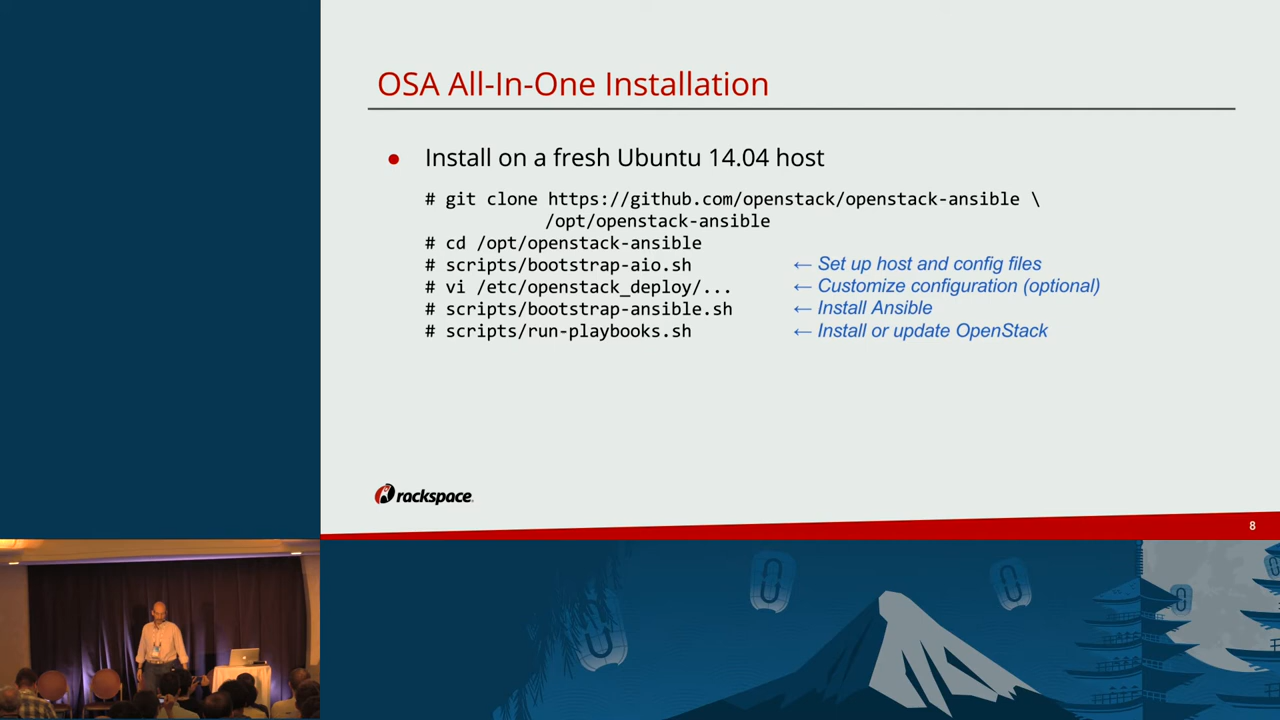 OSA All-In-One Installation
● Install on a fresh Ubuntu 14.04 host
# git clone https://github.com/openstack/openstack-ansible \
/opt/openstack-ansible
# cd /opt/openstack-ansible
# scripts/bootstrap-aio.sh ← Set up host and config files
# vi /etc/openstack_deploy/... ← Customize configuration (optional)
# scripts/bootstrap-ansible.sh ← Install Ansible
# scripts/run-playbooks.sh ← Install or update OpenStack
rackspace.
8